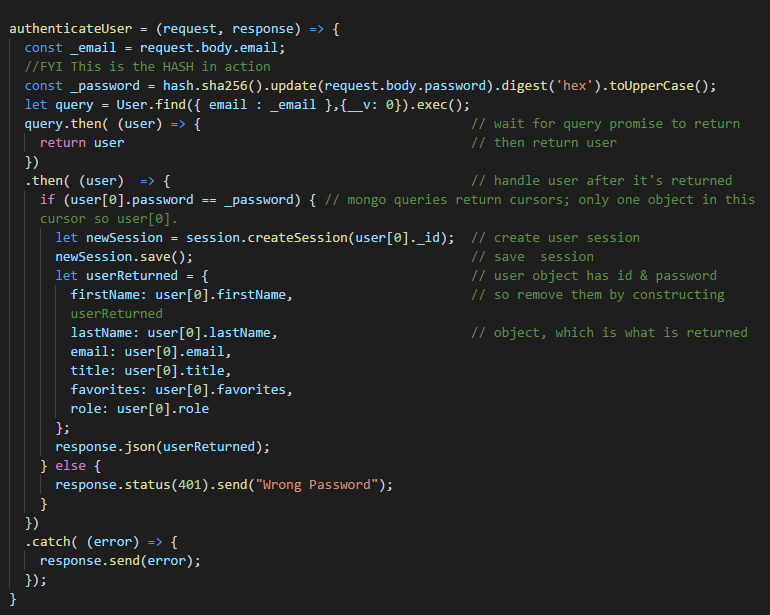 authenticateUser = (request, response) => {
const _email = request.body.email;
//FYI This is the HASH in action
const _password = hash.sha256().update(request.body.password).digest('hex').toUpperCase();
let query = User.find({ email : _email },{__v: 0}).exec();
query.then( (user) => { // wait for query promise to return
return user // then return user
})
.then( (user)  => { // handle user after it's returned
if (user[0].password == _password) { // mongo queries return cursors; only one object in this
cursor so user[0].
let newSession = session.createSession(user[0]._id); // create user session
newSession.save(); // save  session
let userReturned = { // user object has id & password
firstName: user[0].firstName, // so remove them by constructing
userReturned
lastName: user[0].lastName, // object, which is what is returned
email: user[0].email,
title: user[0].title,
favorites: user[0].favorites,
role: user[0].role
};
response.json(userReturned);
} else {
response.status(401).send("Wrong Password");
}
})
.catch( (error) => {
response.send(error);
});
}